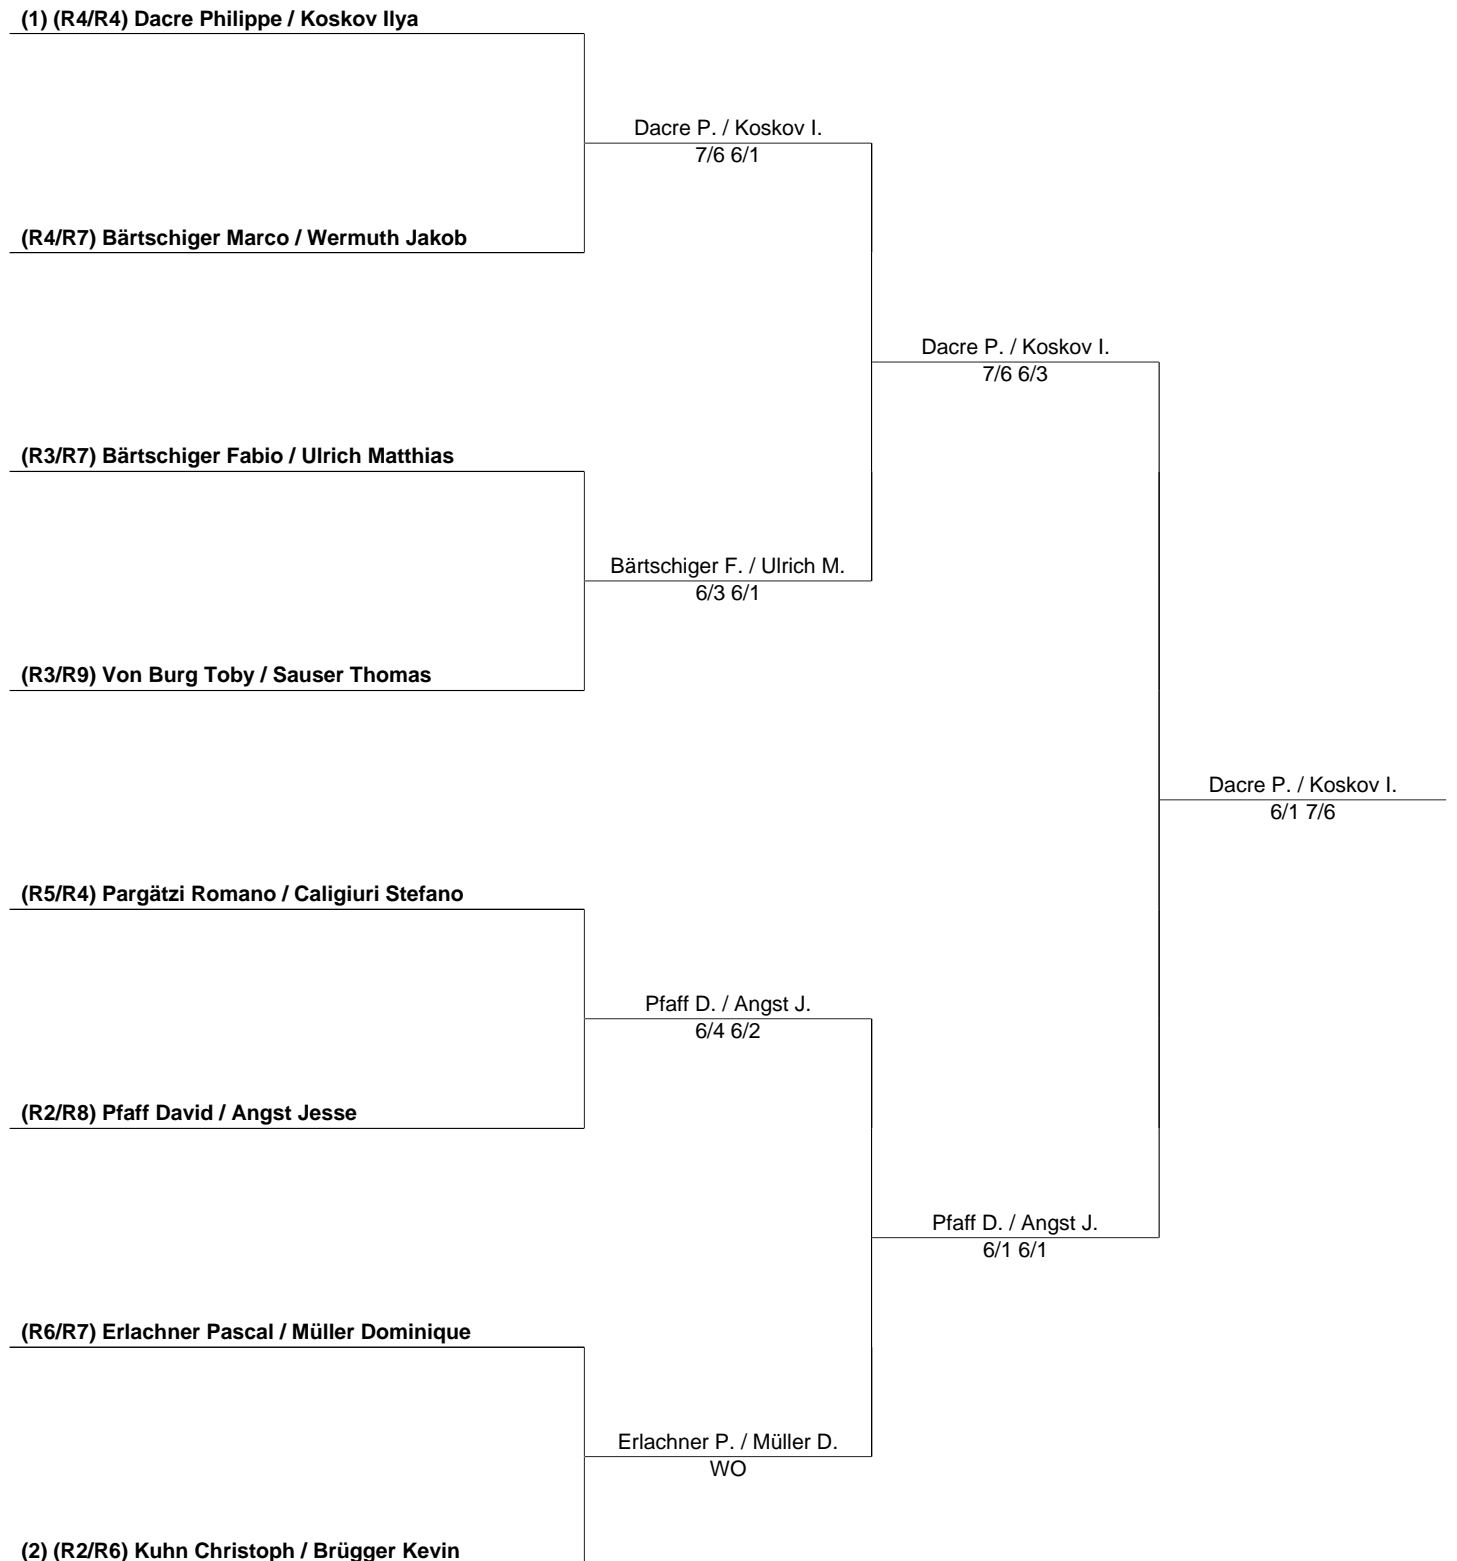 (1) (R4/R4) Dacre Philippe / Koskov Ilya
Dacre P. / Koskov I.
7/6 6/1
(R4/R7) Bärtschiger Marco / Wermuth Jakob
Dacre P. / Koskov I.
7/6 6/3
(R3/R7) Bärtschiger Fabio / Ulrich Matthias
Bärtschiger F. / Ulrich M.
6/3 6/1
(R3/R9) Von Burg Toby / Sauser Thomas
Dacre P. / Koskov I.
6/1 7/6
(R5/R4) Pargätzi Romano / Caligiuri Stefano
Pfaff D. / Angst J.
6/4 6/2
(R2/R8) Pfaff David / Angst Jesse
Pfaff D. / Angst J.
6/1 6/1
(R6/R7) Erlachner Pascal / Müller Dominique
Erlachner P. / Müller D.
WO
(2) (R2/R6) Kuhn Christoph / Brügger Kevin